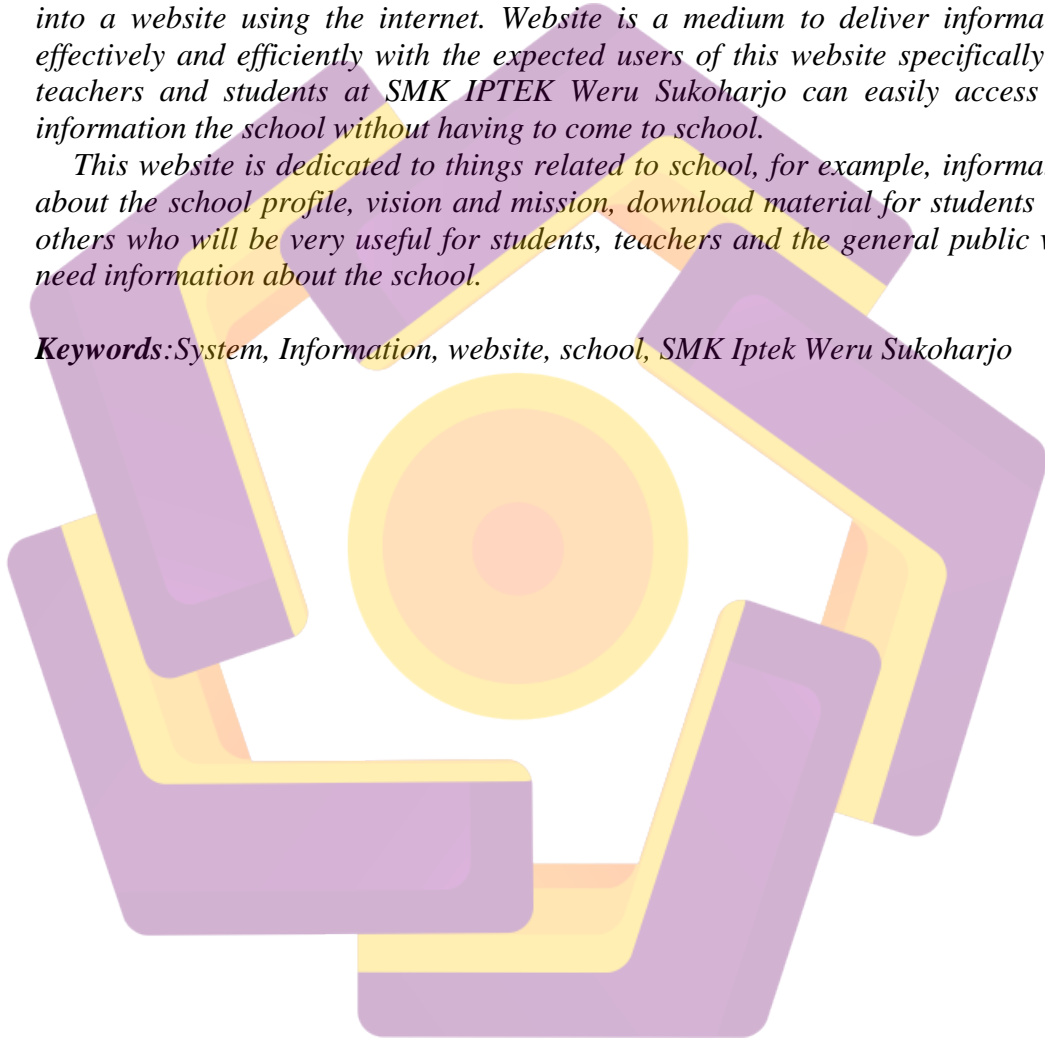 into a website using the internet. Website is a medium to deliver informa
effectively and efficiently with the expected users of this website specifically
teachers and students at SMK IPTEK Weru Sukoharjo can easily access
information the school without having to come to school.
This website is dedicated to things related to school, for example, informa
about the school profile, vision and mission, download material for students
others who will be very useful for students, teachers and the general public
need information about the school.
Keywords:System, Information, website, school, SMK Iptek Weru Sukoharjo